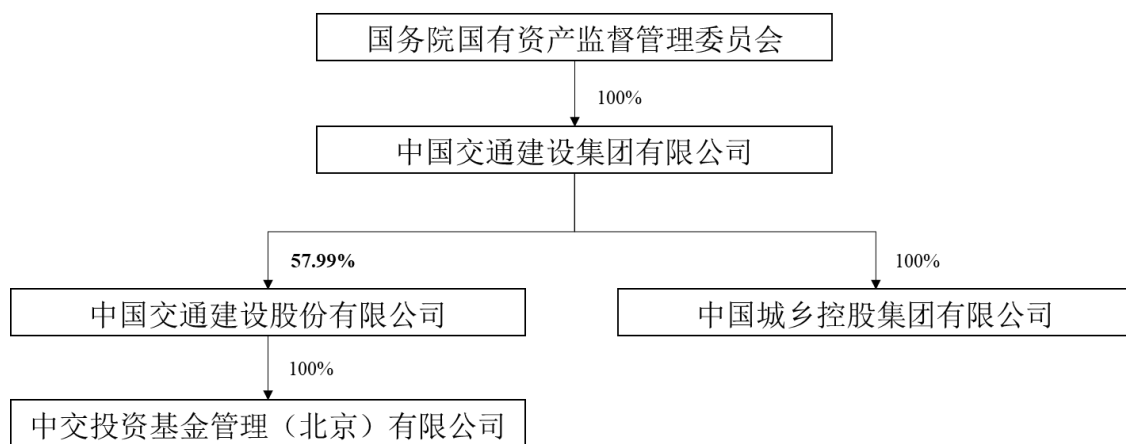 国务院国有资产监督管理委员会
100%
中国交通建设集团有限公司
57.99%
100%
中国交通建设股份有限公司
中国城乡控股集团有限公司
100%
中交投资基金管理（北京）有限公司